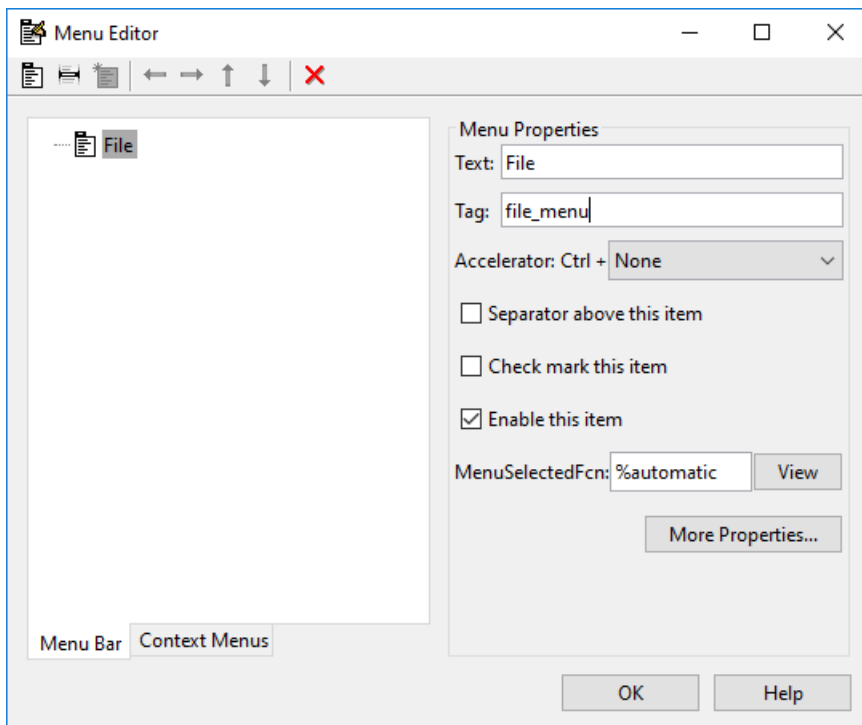 Menu Editor
File
Menu Properties
Text: File
Tag: file_menu
Accelerator: Ctrl + None
Separator above this item
Check mark this item
Enable this item
MenuSelectedFcn: %automatic View
More Properties...
Menu Bar Context Menus
OK Help